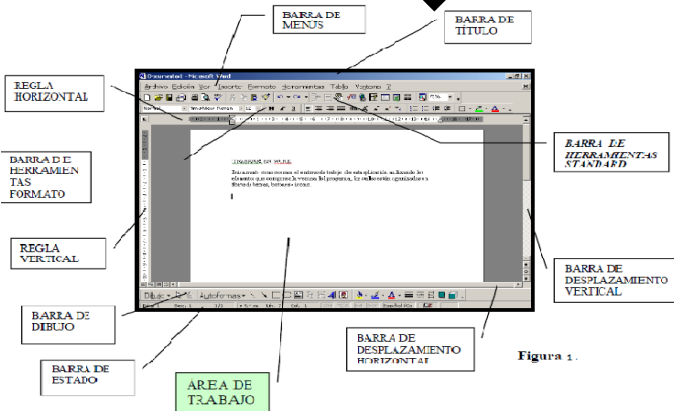 BARRA DE
MENUS
BARRA DE
TÍTULO
REGLA
HORIZONTAL
BARRA DE
HERRAMIEN
TAS
FORMATO
REGLA
VERTICAL
BARRA DE
DIBUJO
BARRA DE
ESTADO
AREA DE
TRABAJO
BARRA DE
DESPLAZAMIENTO
HORIZONTAL
BARRA DE
DESPLAZAMIENTO
VERTICAL
BARRA DE
HERRAMIENTAS
STANDARD
Figura 1.
Microsoft Word
Archivo Edición Ver Insertar Formato Herramientas Tabla Ventana ?
Dibujo Autoformas